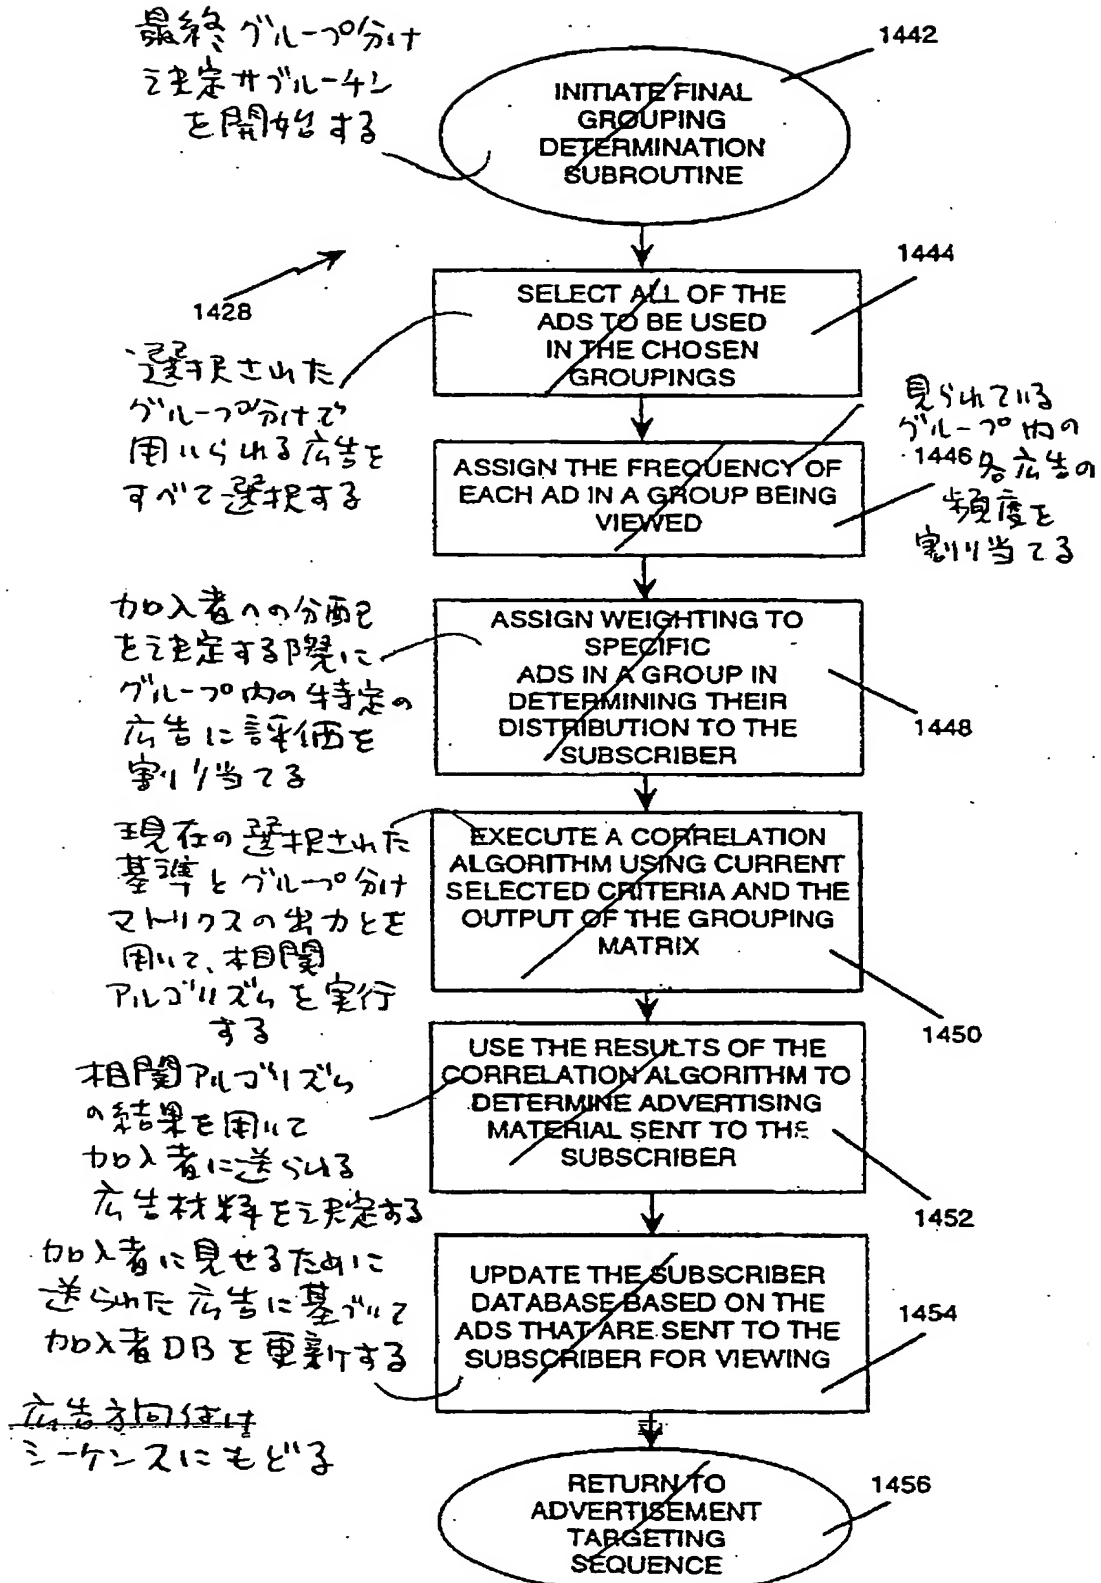 最終グループ分け
決定サブルーチン
を開始する
1442
INITIATE FINAL
GROUPING
DETERMINATION
SUBROUTINE
1428
1444
SELECT ALL OF THE
ADS TO BE USED
IN THE CHOSEN
GROUPINGS
選択された
グループ分けで
用いられる広告を
すべて選択する
見られている
グループ内の
1446 各広告の
頻度を
割り当てる
ASSIGN THE FREQUENCY OF
EACH AD IN A GROUP BEING
VIEWED
加入者への分配
を決定する際に
グループ内の特定の
広告に評価を
割り当てる
ASSIGN WEIGHTING TO
SPECIFIC
ADS IN A GROUP IN
DETERMINING THEIR
DISTRIBUTION TO THE
SUBSCRIBER
1448
現在の選択された
基準とグループ分け
マトリクスの出力とを
用いて、相関
アルゴリズムを実行
する
EXECUTE A CORRELATION
ALGORITHM USING CURRENT
SELECTED CRITERIA AND THE
OUTPUT OF THE GROUPING
MATRIX
1450
相関アルゴリズム
の結果を用いて
加入者に送られる
広告材料を決定する
USE THE RESULTS OF THE
CORRELATION ALGORITHM TO
DETERMINE ADVERTISING
MATERIAL SENT TO THE
SUBSCRIBER
1452
加入者に見せるために
送られた広告に基づいて
加入者DBを更新する
UPDATE THE SUBSCRIBER
DATABASE BASED ON THE
ADS THAT ARE SENT TO THE
SUBSCRIBER FOR VIEWING
1454
広告方向付け
シーケンスにもどる
RETURN TO
ADVERTISEMENT
TARGETING
SEQUENCE
1456